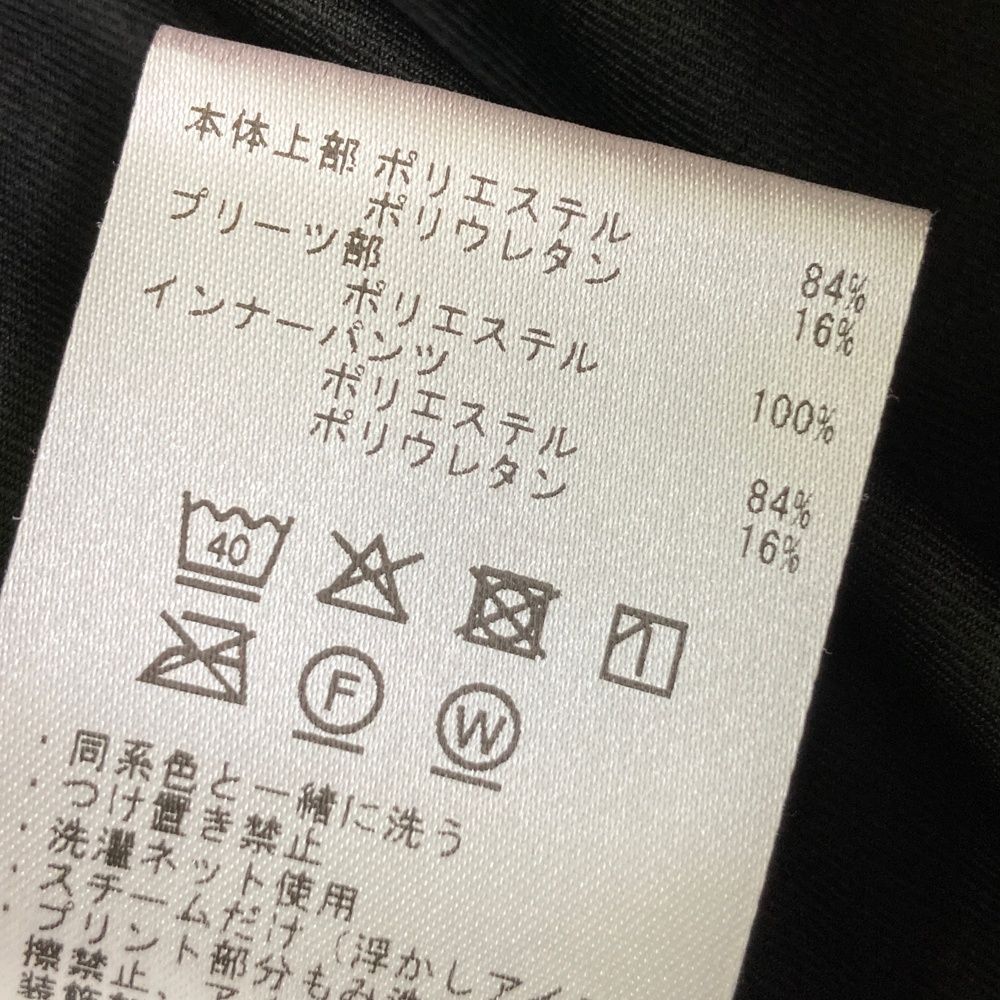 本体上部 ポリエステル 84%
ポリウレタン 16%
プリーツ部
ポリエステル 100%
インナーパンツ
ポリエステル 84%
ポリウレタン 16%
40
F
W
・同系色と一緒に洗う
・つけ置き禁止
・洗濯ネット使用
・スチームだけ(浮かしアイ
・プリント部分もみ洗
擦禁止